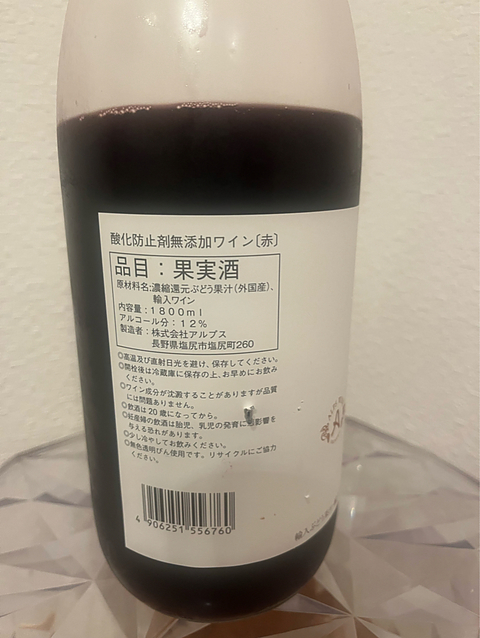 酸化防止剤無添加ワイン〔赤〕
品目：果実酒
原材料名:濃縮還元ぶどう果汁(外国産)、
輸入ワイン
内容量：1800ml
アルコール分：12%
製造者：株式会社アルプス
長野県塩尻市塩尻町260
◎高温及び直射日光を避け、保存してください。
◎開栓後は冷蔵庫に保存の上、お早めにお飲み
ください。
◎ワイン成分が沈澱することがありますが品質
には問題ありません。
◎飲酒は20歳になってから。
◎妊産婦の飲酒は胎児、乳児の発育に悪影響を
与える恐れがあります。
◎少し冷やしてお飲みください。
◎無色透明びん使用です。リサイクルにご協力
ください。
4 906251 556760